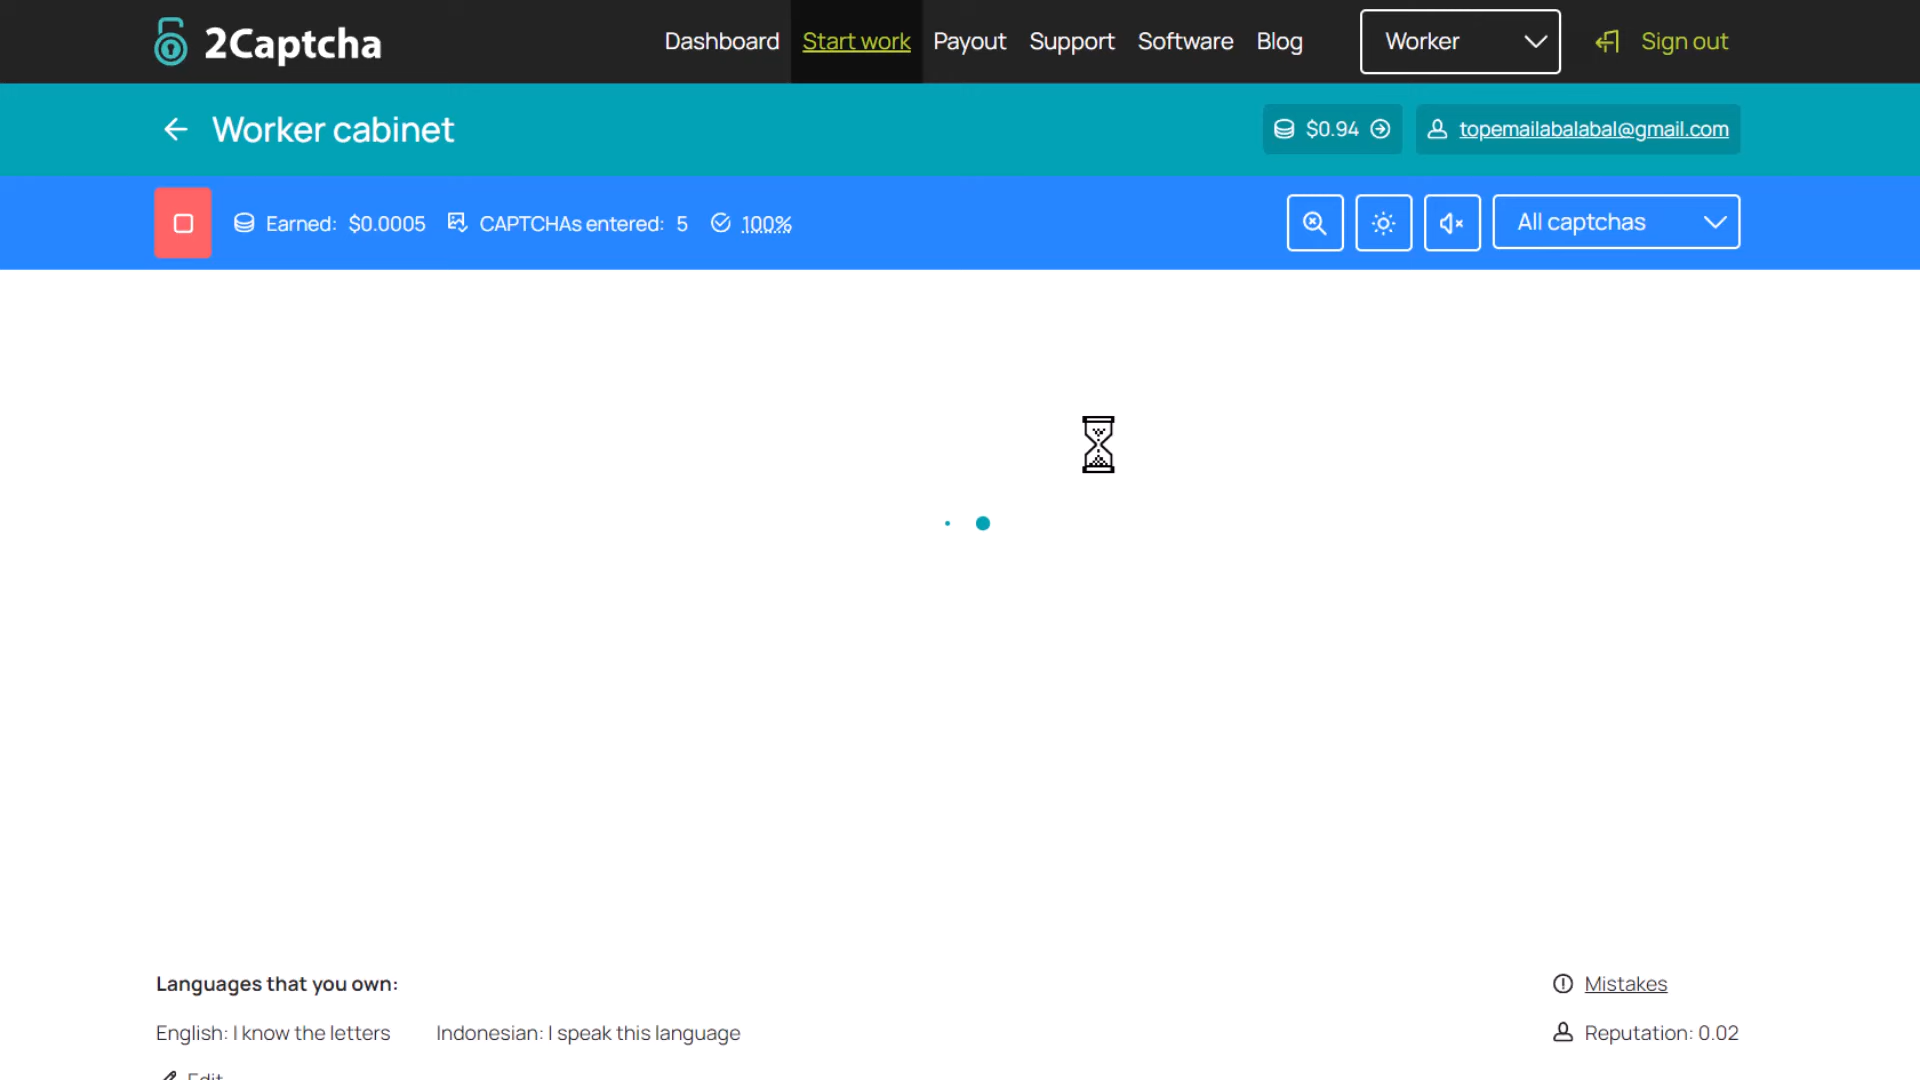 2Captcha Dashboard Start work Payout Support Software Blog Worker Sign out
Worker cabinet $0.94 topemailabalabal@gmail.com
Earned: $0.0005 CAPTCHAs entered: 5 100% All captchas
Languages that you own: Mistakes
English: I know the letters Indonesian: I speak this language Reputation: 0.02
Edit